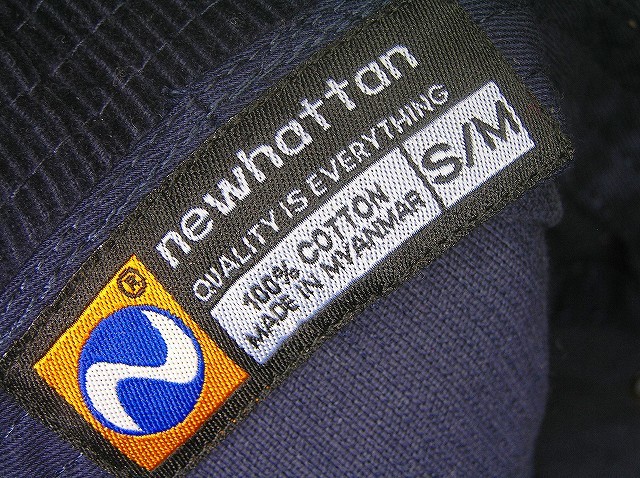 newhattan
QUALITY IS EVERYTHING
100% COTTON
MADE IN MYANMAR
S/M
®